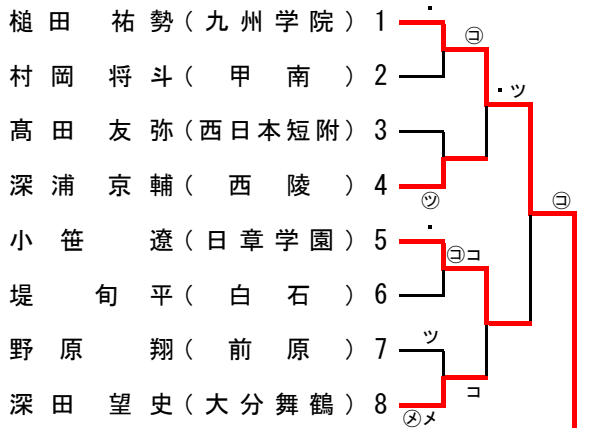 槌田 祐勢(九州学院) 1 ・ ㋙
村岡 将斗(甲南) 2
・ツ
髙田 友弥(西日本短附) 3
深浦 京輔(西陵) 4 ㋡
㋙
小笹 遼(日章学園) 5 ・ ㋙コ
堤 旬平(白石) 6
野原 翔(前原) 7 ツ
コ
深田 望史(大分舞鶴) 8 ㋱メ